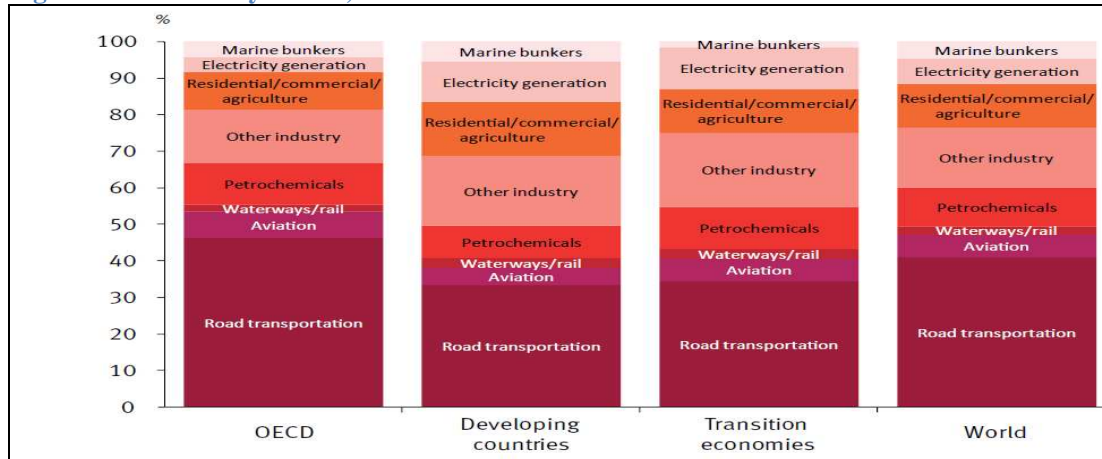 %
100
90
80
70
60
50
40
30
20
10
0
Marine bunkers
Electricity generation
Residential/commercial/
agriculture
Other industry
Petrochemicals
Waterways/rail
Aviation
Road transportation
OECD
Marine bunkers
Electricity generation
Residential/commercial/
agriculture
Other industry
Petrochemicals
Waterways/rail
Aviation
Road transportation
Developing
countries
Marine bunkers
Electricity generation
Residential/commercial/
agriculture
Other industry
Petrochemicals
Waterways/rail
Aviation
Road transportation
Transition
economies
Marine bunkers
Electricity generation
Residential/commercial/
agriculture
Other industry
Petrochemicals
Waterways/rail
Aviation
Road transportation
World